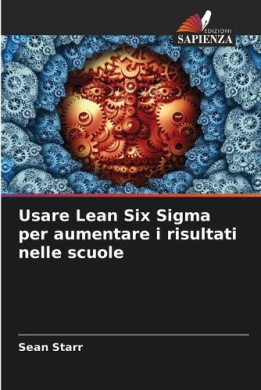 EDIZIONI
SAPIENZA
Usare Lean Six Sigma
per aumentare i risultati
nelle scuole
Sean Starr